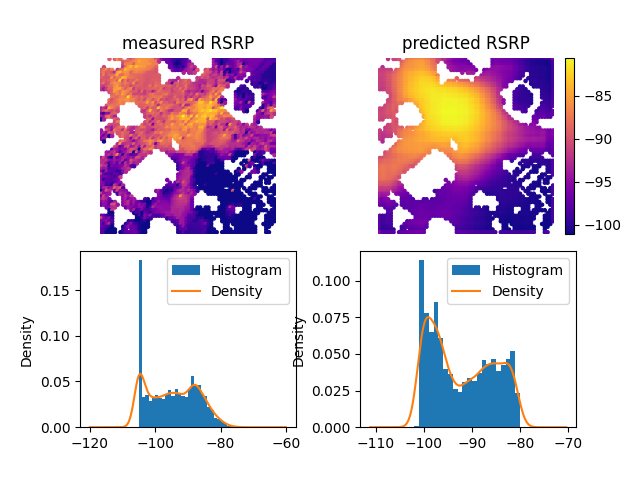 measured RSRP
predicted RSRP
−85
−90
−95
−100
Histogram
Density
Density
0.15
0.10
0.05
0.00
−120
−100
−80
−60
Histogram
Density
Density
0.100
0.075
0.050
0.025
0.000
−110
−100
−90
−80
−70